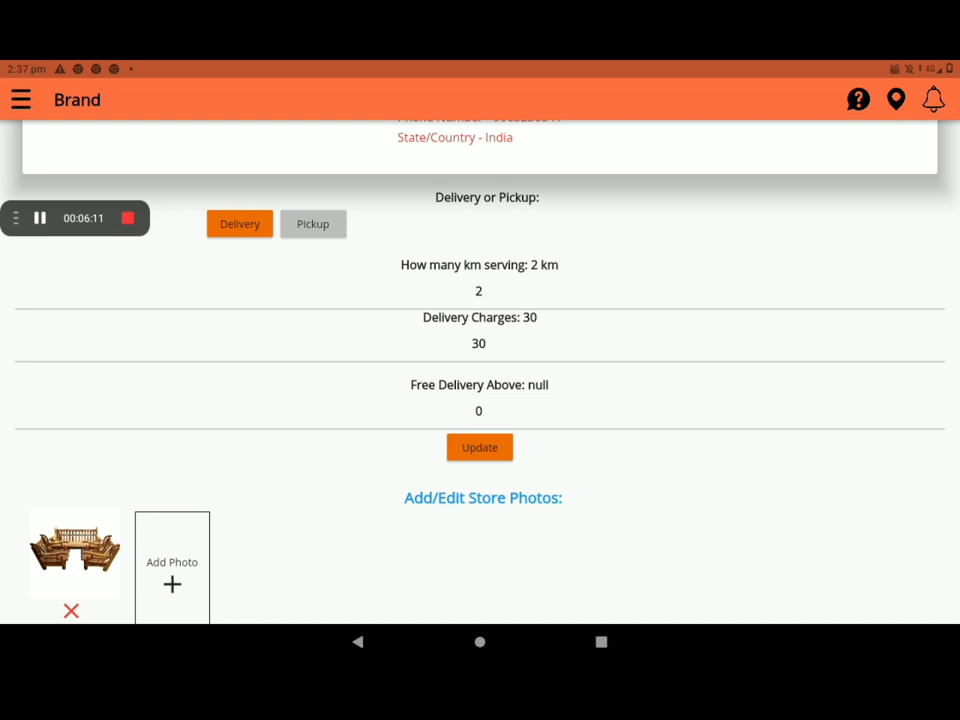 2:37 pm
4G
Brand
State/Country - India
Delivery or Pickup:
00:06:11
Delivery
Pickup
How many km serving: 2 km
2
Delivery Charges: 30
30
Free Delivery Above: null
0
Update
Add/Edit Store Photos:
Add Photo